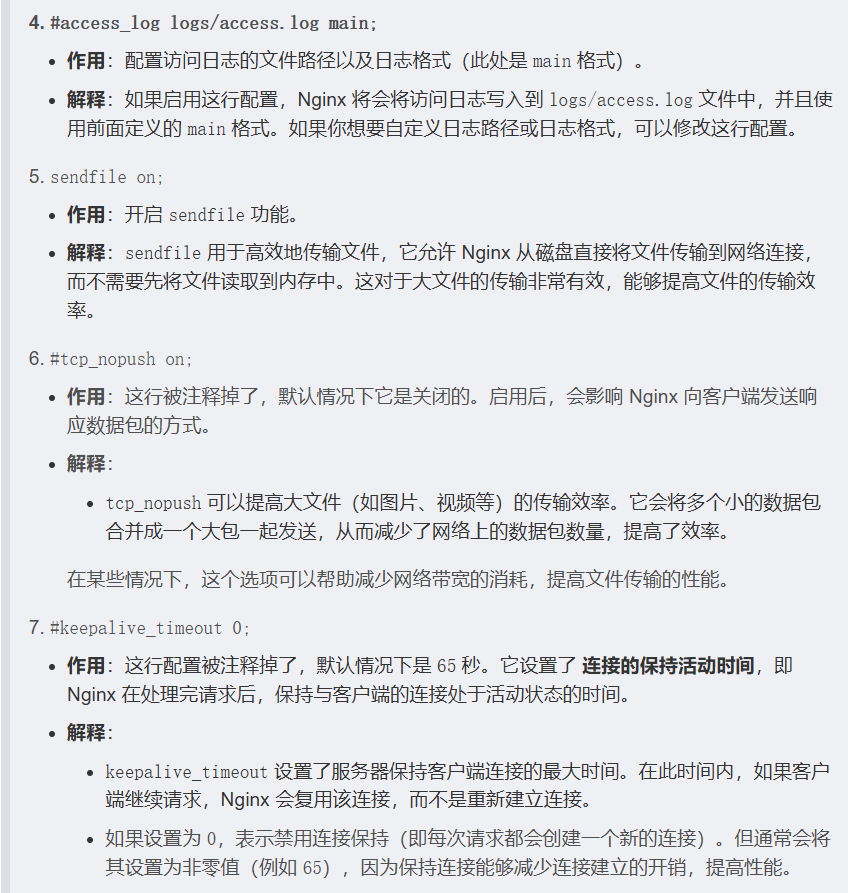 4. #access_log logs/access.log main;
• 作用：配置访问日志的文件路径以及日志格式（此处是 main 格式）。
• 解释：如果启用这行配置，Nginx 将会将访问日志写入到 logs/access.log 文件中，并且使
用前面定义的 main 格式。如果你想要自定义日志路径或日志格式，可以修改这行配置。
5. sendfile on;
• 作用：开启 sendfile 功能。
• 解释：sendfile 用于高效地传输文件，它允许 Nginx 从磁盘直接将文件传输到网络连接，
而不需要先将文件读取到内存中。这对于大文件的传输非常有效，能够提高文件的传输效
率。
6. #tcp_nopush on;
• 作用：这行被注释掉了，默认情况下它是关闭的。启用后，会影响 Nginx 向客户端发送响
应数据包的方式。
• 解释：
• tcp_nopush 可以提高大文件（如图片、视频等）的传输效率。它会将多个小的数据包
合并成一个大包一起发送，从而减少了网络上的数据包数量，提高了效率。
在某些情况下，这个选项可以帮助减少网络带宽的消耗，提高文件传输的性能。
7. #keepalive_timeout 0;
• 作用：这行配置被注释掉了，默认情况下是 65 秒。它设置了 连接的保持活动时间，即
Nginx 在处理完请求后，保持与客户端的连接处于活动状态的时间。
• 解释：
• keepalive_timeout 设置了服务器保持客户端连接的最大时间。在此时间内，如果客户
端继续请求，Nginx 会复用该连接，而不是重新建立连接。
• 如果设置为 0，表示禁用连接保持（即每次请求都会创建一个新的连接）。但通常会将
其设置为非零值（例如 65），因为保持连接能够减少连接建立的开销，提高性能。